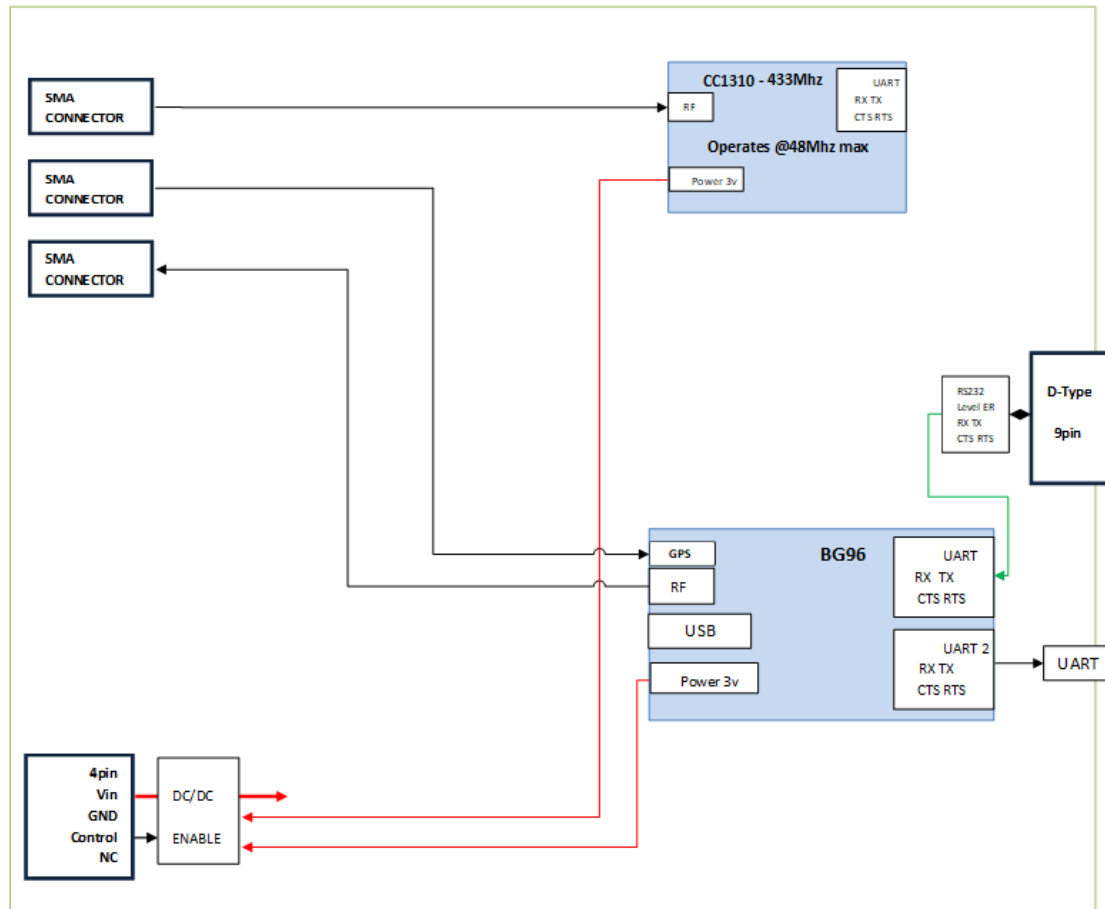 SMA
CONNECTOR
SMA
CONNECTOR
SMA
CONNECTOR
CC1310 - 433Mhz
UART
RX TX
CTS RTS
RF
Operates @48Mhz max
Power 3v
RS232
Level ER
RX TX
CTS RTS
D-Type
9pin
BG96
GPS
RF
USB
Power 3v
UART
RX TX
CTS RTS
UART 2
RX TX
CTS RTS
UART
4pin
Vin
GND
Control
NC
DC/DC
ENABLE